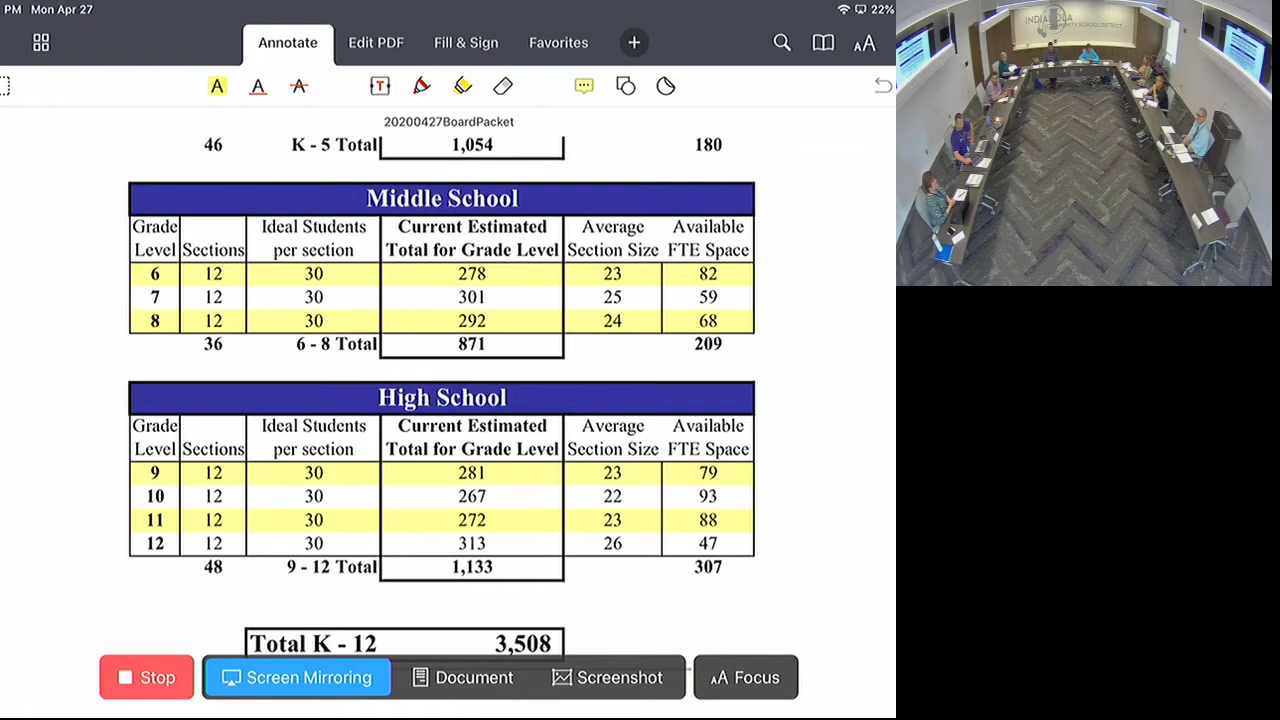 PM Mon Apr 27
22%
Annotate Edit PDF Fill & Sign Favorites
20200427BoardPacket
46 K - 5 Total 1,054 180
Middle School
Grade Level Sections Ideal Students per section Current Estimated Total for Grade Level Average Section Size Available FTE Space
6 12 30 278 23 82
7 12 30 301 25 59
8 12 30 292 24 68
36 6 - 8 Total 871 209
High School
Grade Level Sections Ideal Students per section Current Estimated Total for Grade Level Average Section Size Available FTE Space
9 12 30 281 23 79
10 12 30 267 22 93
11 12 30 272 23 88
12 12 30 313 26 47
48 9 - 12 Total 1,133 307
Total K - 12 3,508
Stop Screen Mirroring Document Screenshot AA Focus
INDIANOLA
COMMUNITY SCHOOL DISTRICT